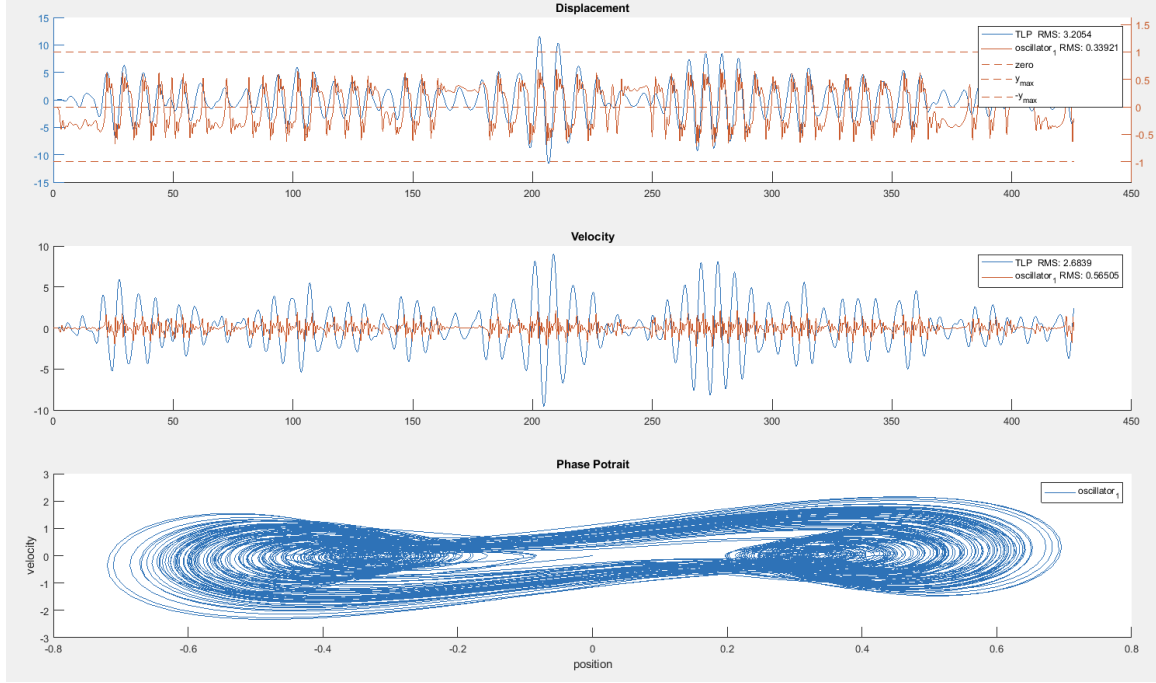 Displacement
15
10
5
0
-5
-10
-15
1.5
1
0.5
0
-0.5
-1
TLP RMS: 3.2054
oscillator₁ RMS: 0.33921
zero
yₘₐₓ
-yₘₐₓ
0 50 100 150 200 250 300 350 400 450
Velocity
10
5
0
-5
-10
TLP RMS: 2.6839
oscillator₁ RMS: 0.56505
0 50 100 150 200 250 300 350 400 450
Phase Potrait
velocity
3
2
1
0
-1
-2
-3
oscillator₁
-0.8 -0.6 -0.4 -0.2 0 0.2 0.4 0.6 0.8
position